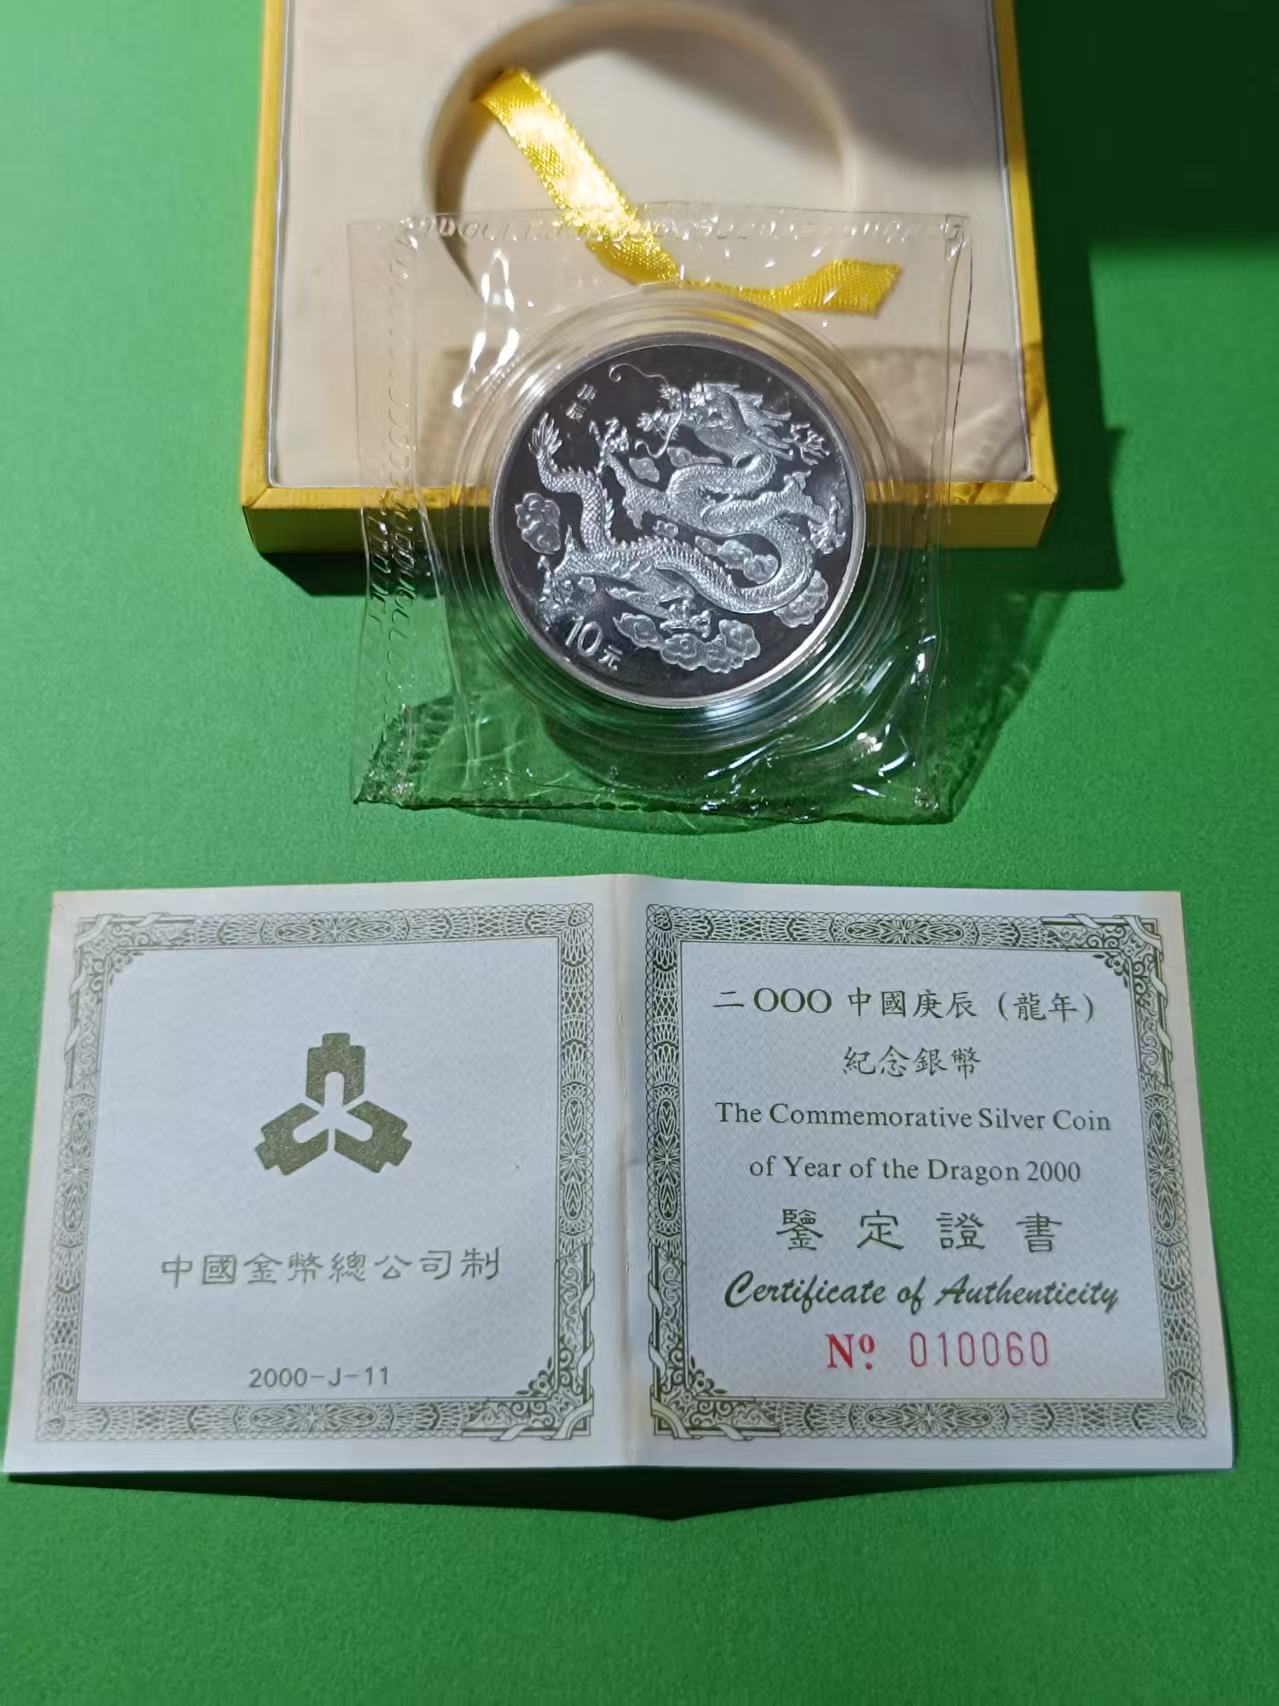 10元
中國金幣總公司制
2000-J-11
二OOO 中國庚辰 (龍年)
紀念銀幣
The Commemorative Silver Coin
of Year of the Dragon 2000
鑒定證書
Certificate of Authenticity
Nº 010060